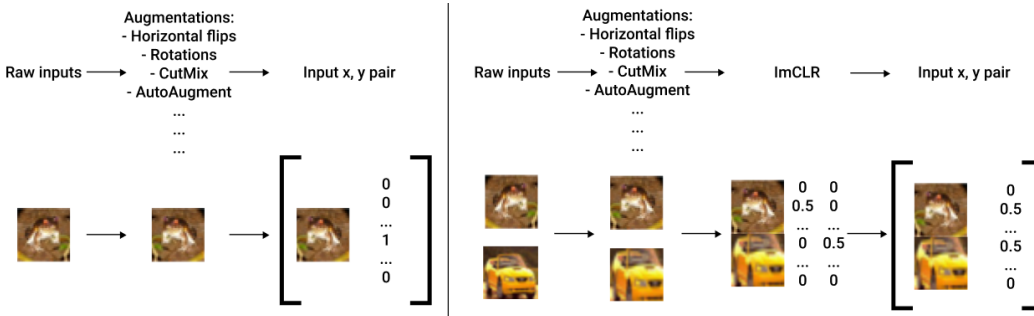 Augmentations:
- Horizontal flips
- Rotations
Raw inputs
- CutMix
Input x, y pair
- AutoAugment
...
...
...
0
0
...
1
...
0
Augmentations:
- Horizontal flips
- Rotations
Raw inputs
- CutMix
ImCLR
Input x, y pair
- AutoAugment
...
...
...
0 0
0.5 0
... ...
0 0.5
... ...
0 0
0
0.5
...
0.5
...
0